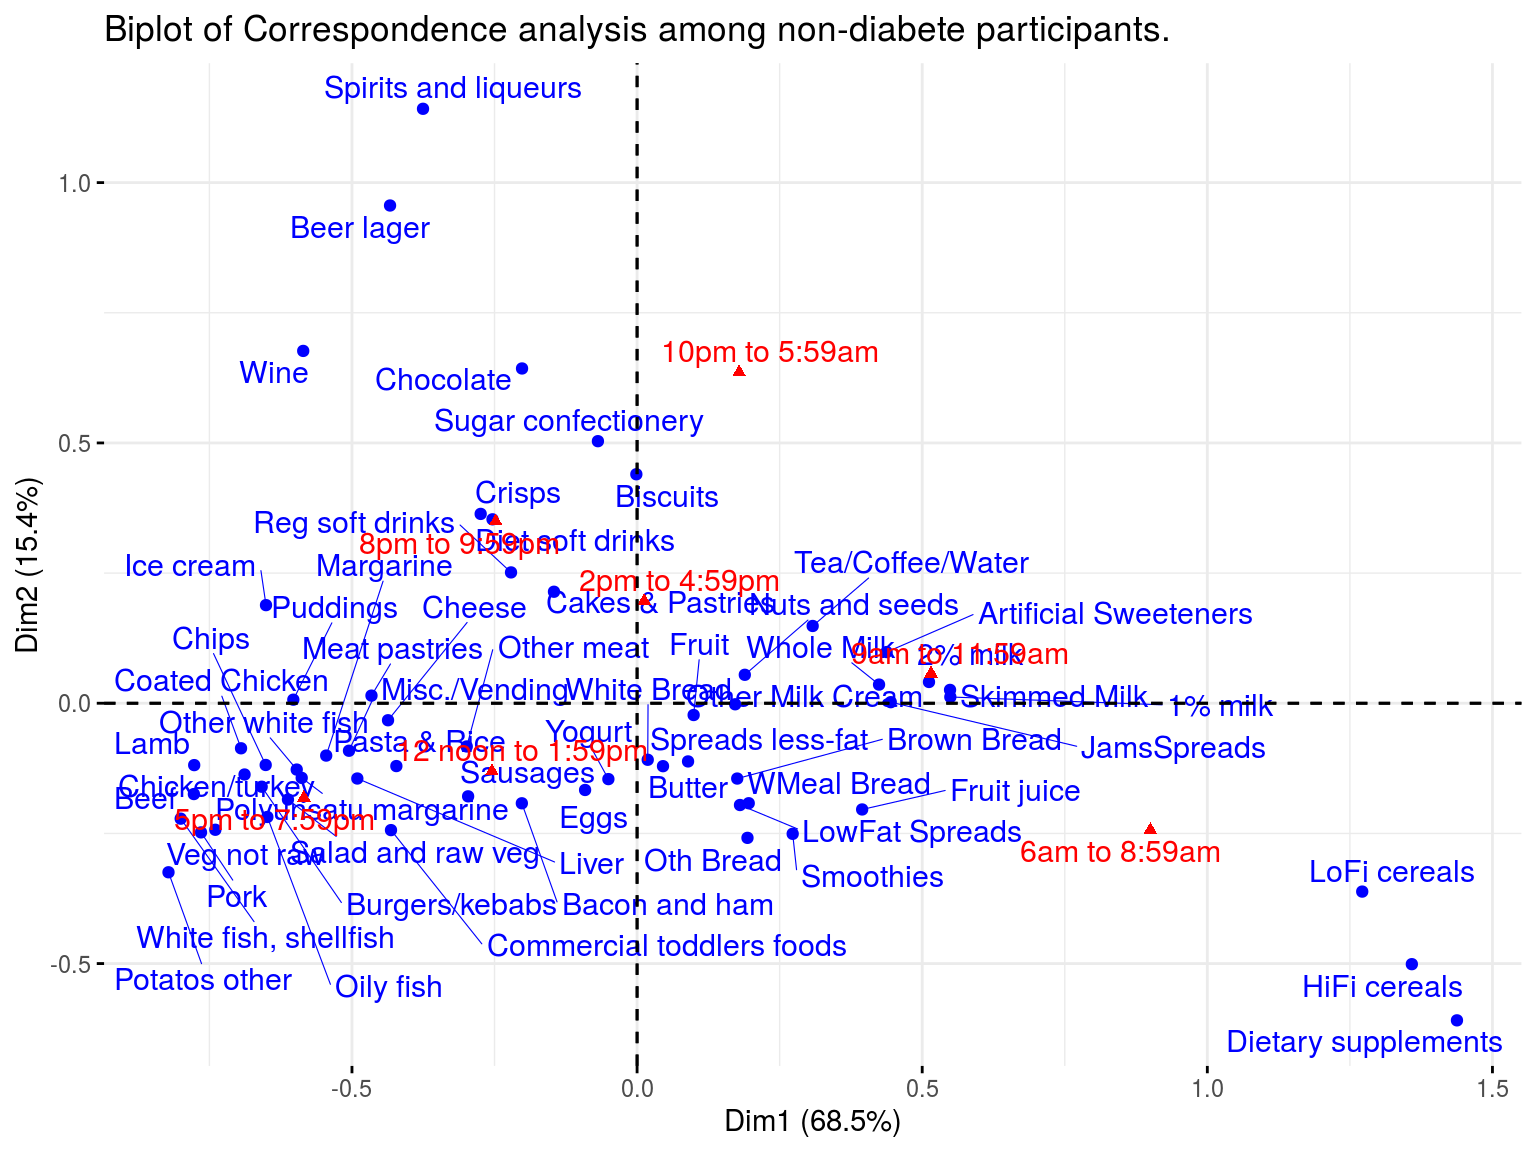 Biplot of Correspondence analysis among non-diabete participants.
Spirits and liqueurs
1.0
Beer lager
10pm to 5:59am
Wine
Chocolate
Sugar confectionery
0.5
Crisps
Biscuits
Reg soft drinks
8pm to 9:59pm
Diet soft drinks
Ice cream
Margarine
Tea/Coffee/Water
2pm to 4:59pm
Puddings
Cheese
Cakes & Pastries
Nuts and seeds
Artificial Sweeteners
Chips
Meat pastries
Other meat
Fruit
Whole Milk
9am to 11:59am
2% milk
Coated Chicken
Misc./Vending
White Bread
Other Milk Cream
Skimmed Milk
1% milk
0.0
Other white fish
Lamb
Pasta & Rice
12 noon to 1:59pm
Yogurt
Spreads less-fat
Brown Bread
JamsSpreads
Sausages
Chicken/turkey
Beef
Butter
WMeal Bread
Fruit juice
Polyunsatu margarine
5pm to 7:59pm
Eggs
LowFat Spreads
6am to 8:59am
Veg not raw
Salad and raw veg
Liver
Oth Bread
Smoothies
LoFi cereals
Pork
Burgers/kebabs
Bacon and ham
White fish, shellfish
Commercial toddlers foods
-0.5
Potatos other
Oily fish
HiFi cereals
Dietary supplements
-0.5
0.0
0.5
1.0
1.5
Dim1 (68.5%)
Dim2 (15.4%)